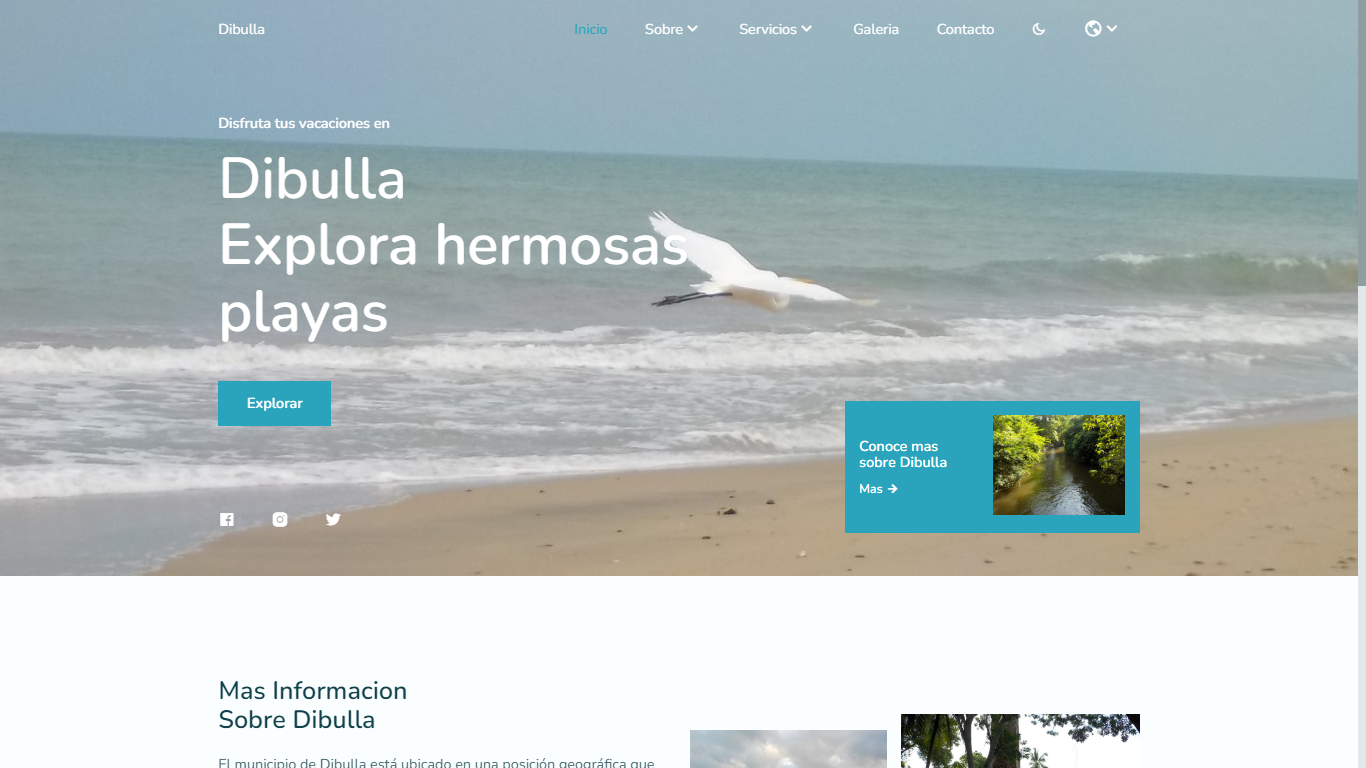 Dibulla
Inicio
Sobre
Servicios
Galeria
Contacto
Disfruta tus vacaciones en
Dibulla
Explora hermosas
playas
Explorar
Conoce mas
sobre Dibulla
Mas
Mas Informacion
Sobre Dibulla
El municipio de Dibulla está ubicado en una posición geográfica que